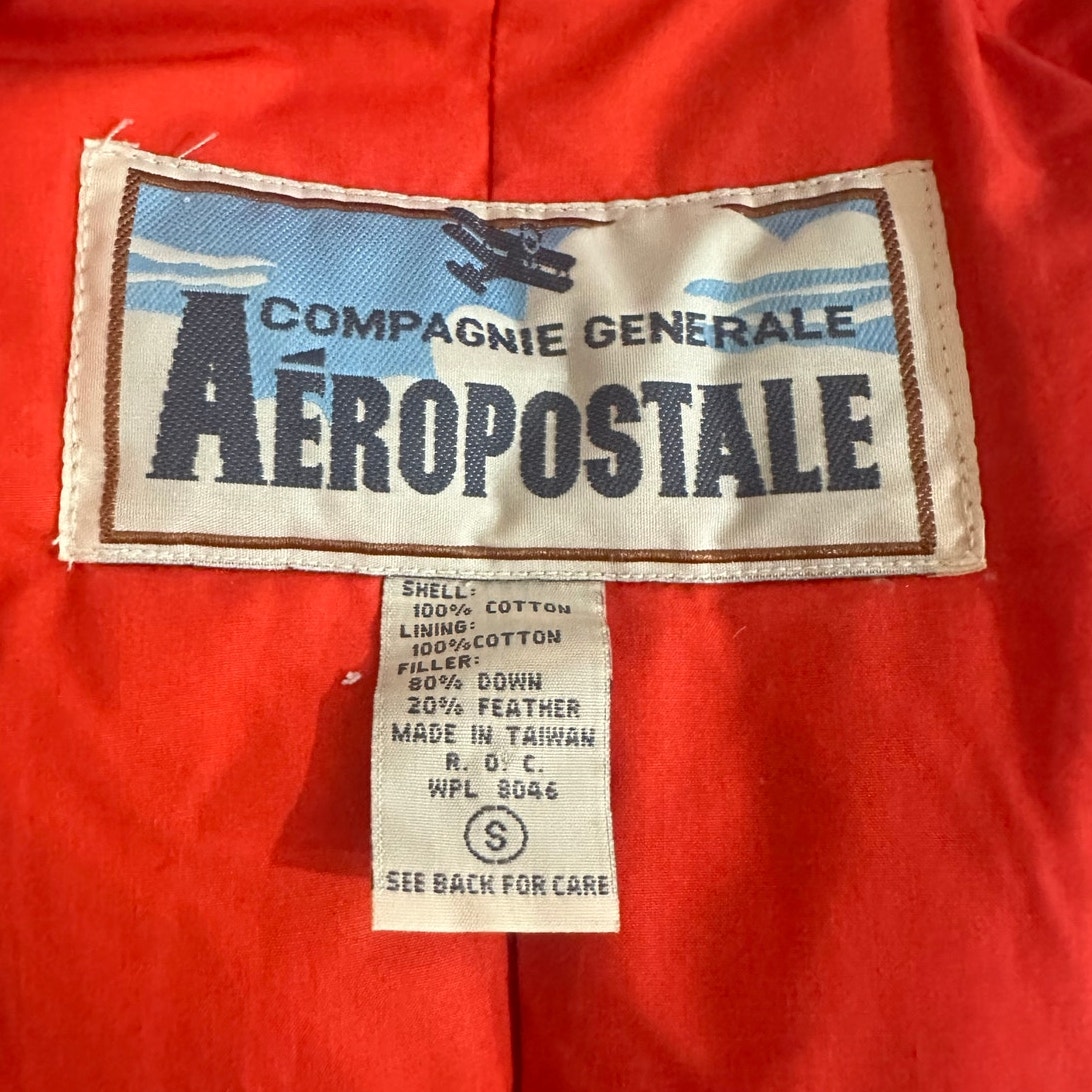 COMPAGNIE GENERALE
AÉROPOSTALE
SHELL:
100% COTTON
LINING:
100% COTTON
FILLER:
80% DOWN
20% FEATHER
MADE IN TAIWAN
R. O. C.
WPL 8046
S
SEE BACK FOR CARE